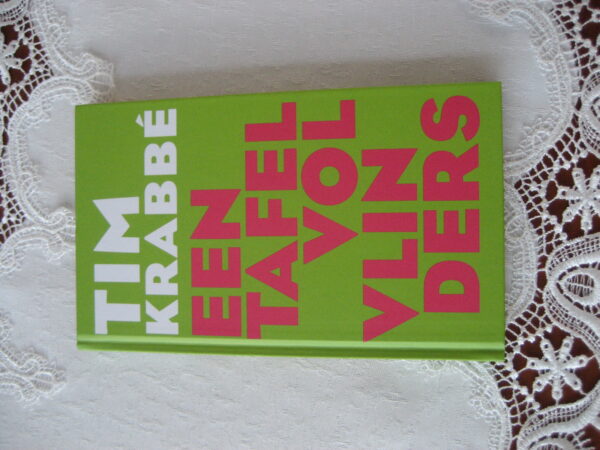 TIM
KRABBÉ
EEN
TAFEL
VOL
VLIN
DERS